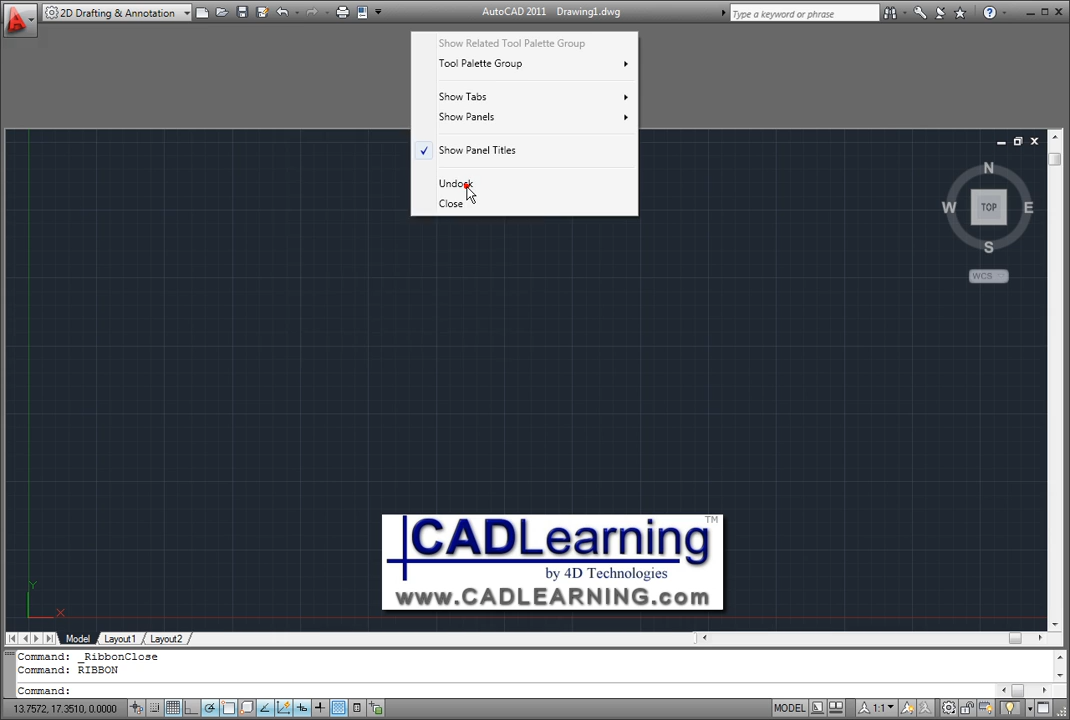 2D Drafting & Annotation
AutoCAD 2011 Drawing1.dwg
Type a keyword or phrase
Show Related Tool Palette Group
Tool Palette Group
Show Tabs
Show Panels
Show Panel Titles
Undock
Close
N
W TOP E
S
WCS
CADLearning™
by 4D Technologies
www.CADLEARNING.com
Y
X
Model Layout1 Layout2
Command: _RibbonClose
Command: RIBBON
Command:
13.7572, 17.3510, 0.0000 MODEL 1:1